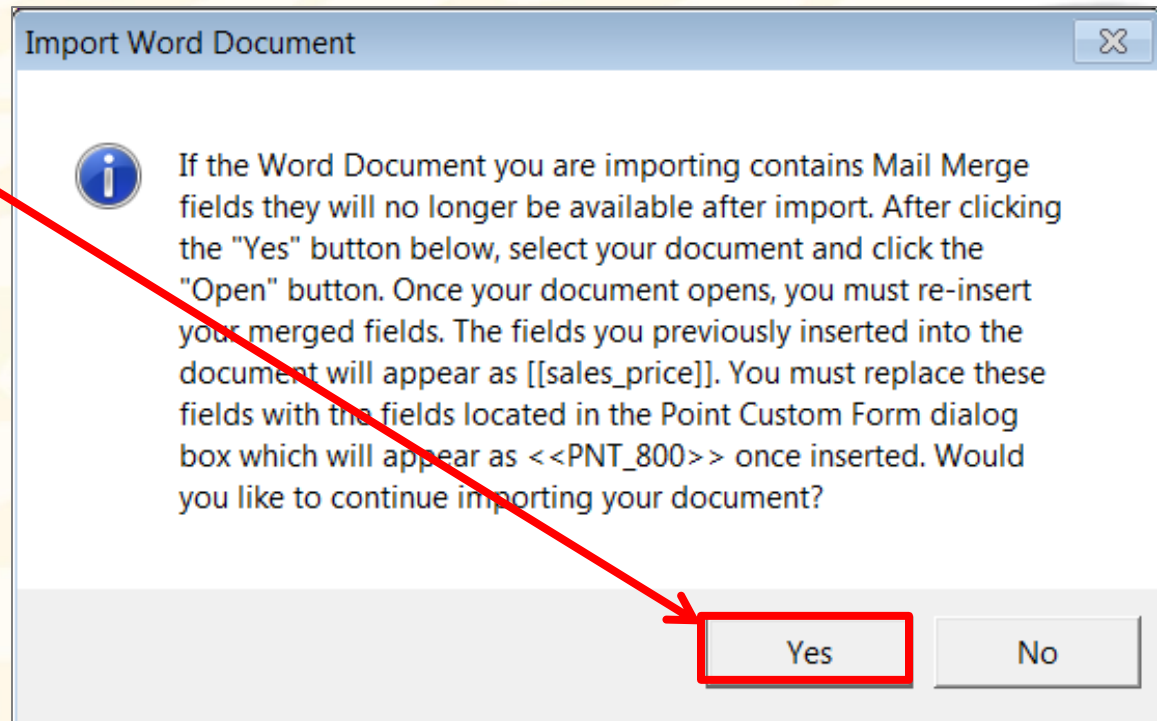 Import Word Document
If the Word Document you are importing contains Mail Merge
fields they will no longer be available after import. After clicking
the "Yes" button below, select your document and click the
"Open" button. Once your document opens, you must re-insert
your merged fields. The fields you previously inserted into the
document will appear as [[sales_price]]. You must replace these
fields with the fields located in the Point Custom Form dialog
box which will appear as <<PNT_800>> once inserted. Would
you like to continue importing your document?
Yes
No